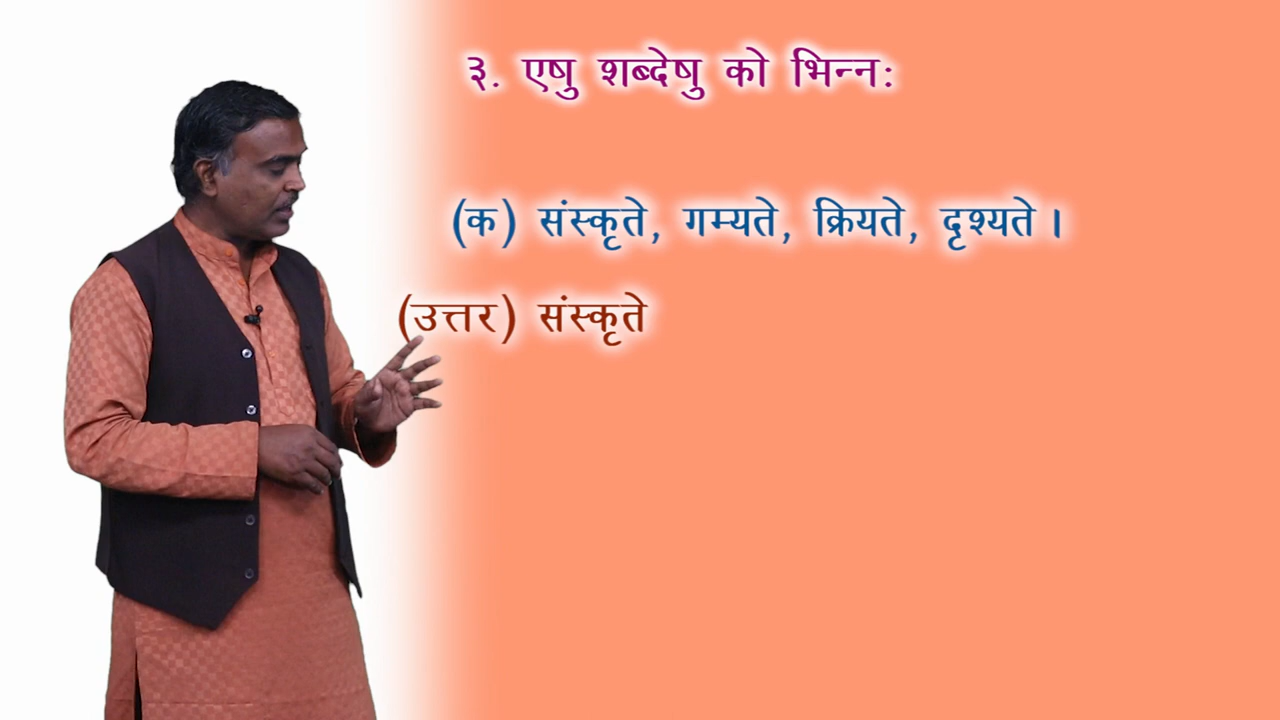 ३. एषु शब्देषु को भिन्न:
(क) संस्कृते, गम्यते, क्रियते, दृश्यते।
(उत्तर) संस्कृते